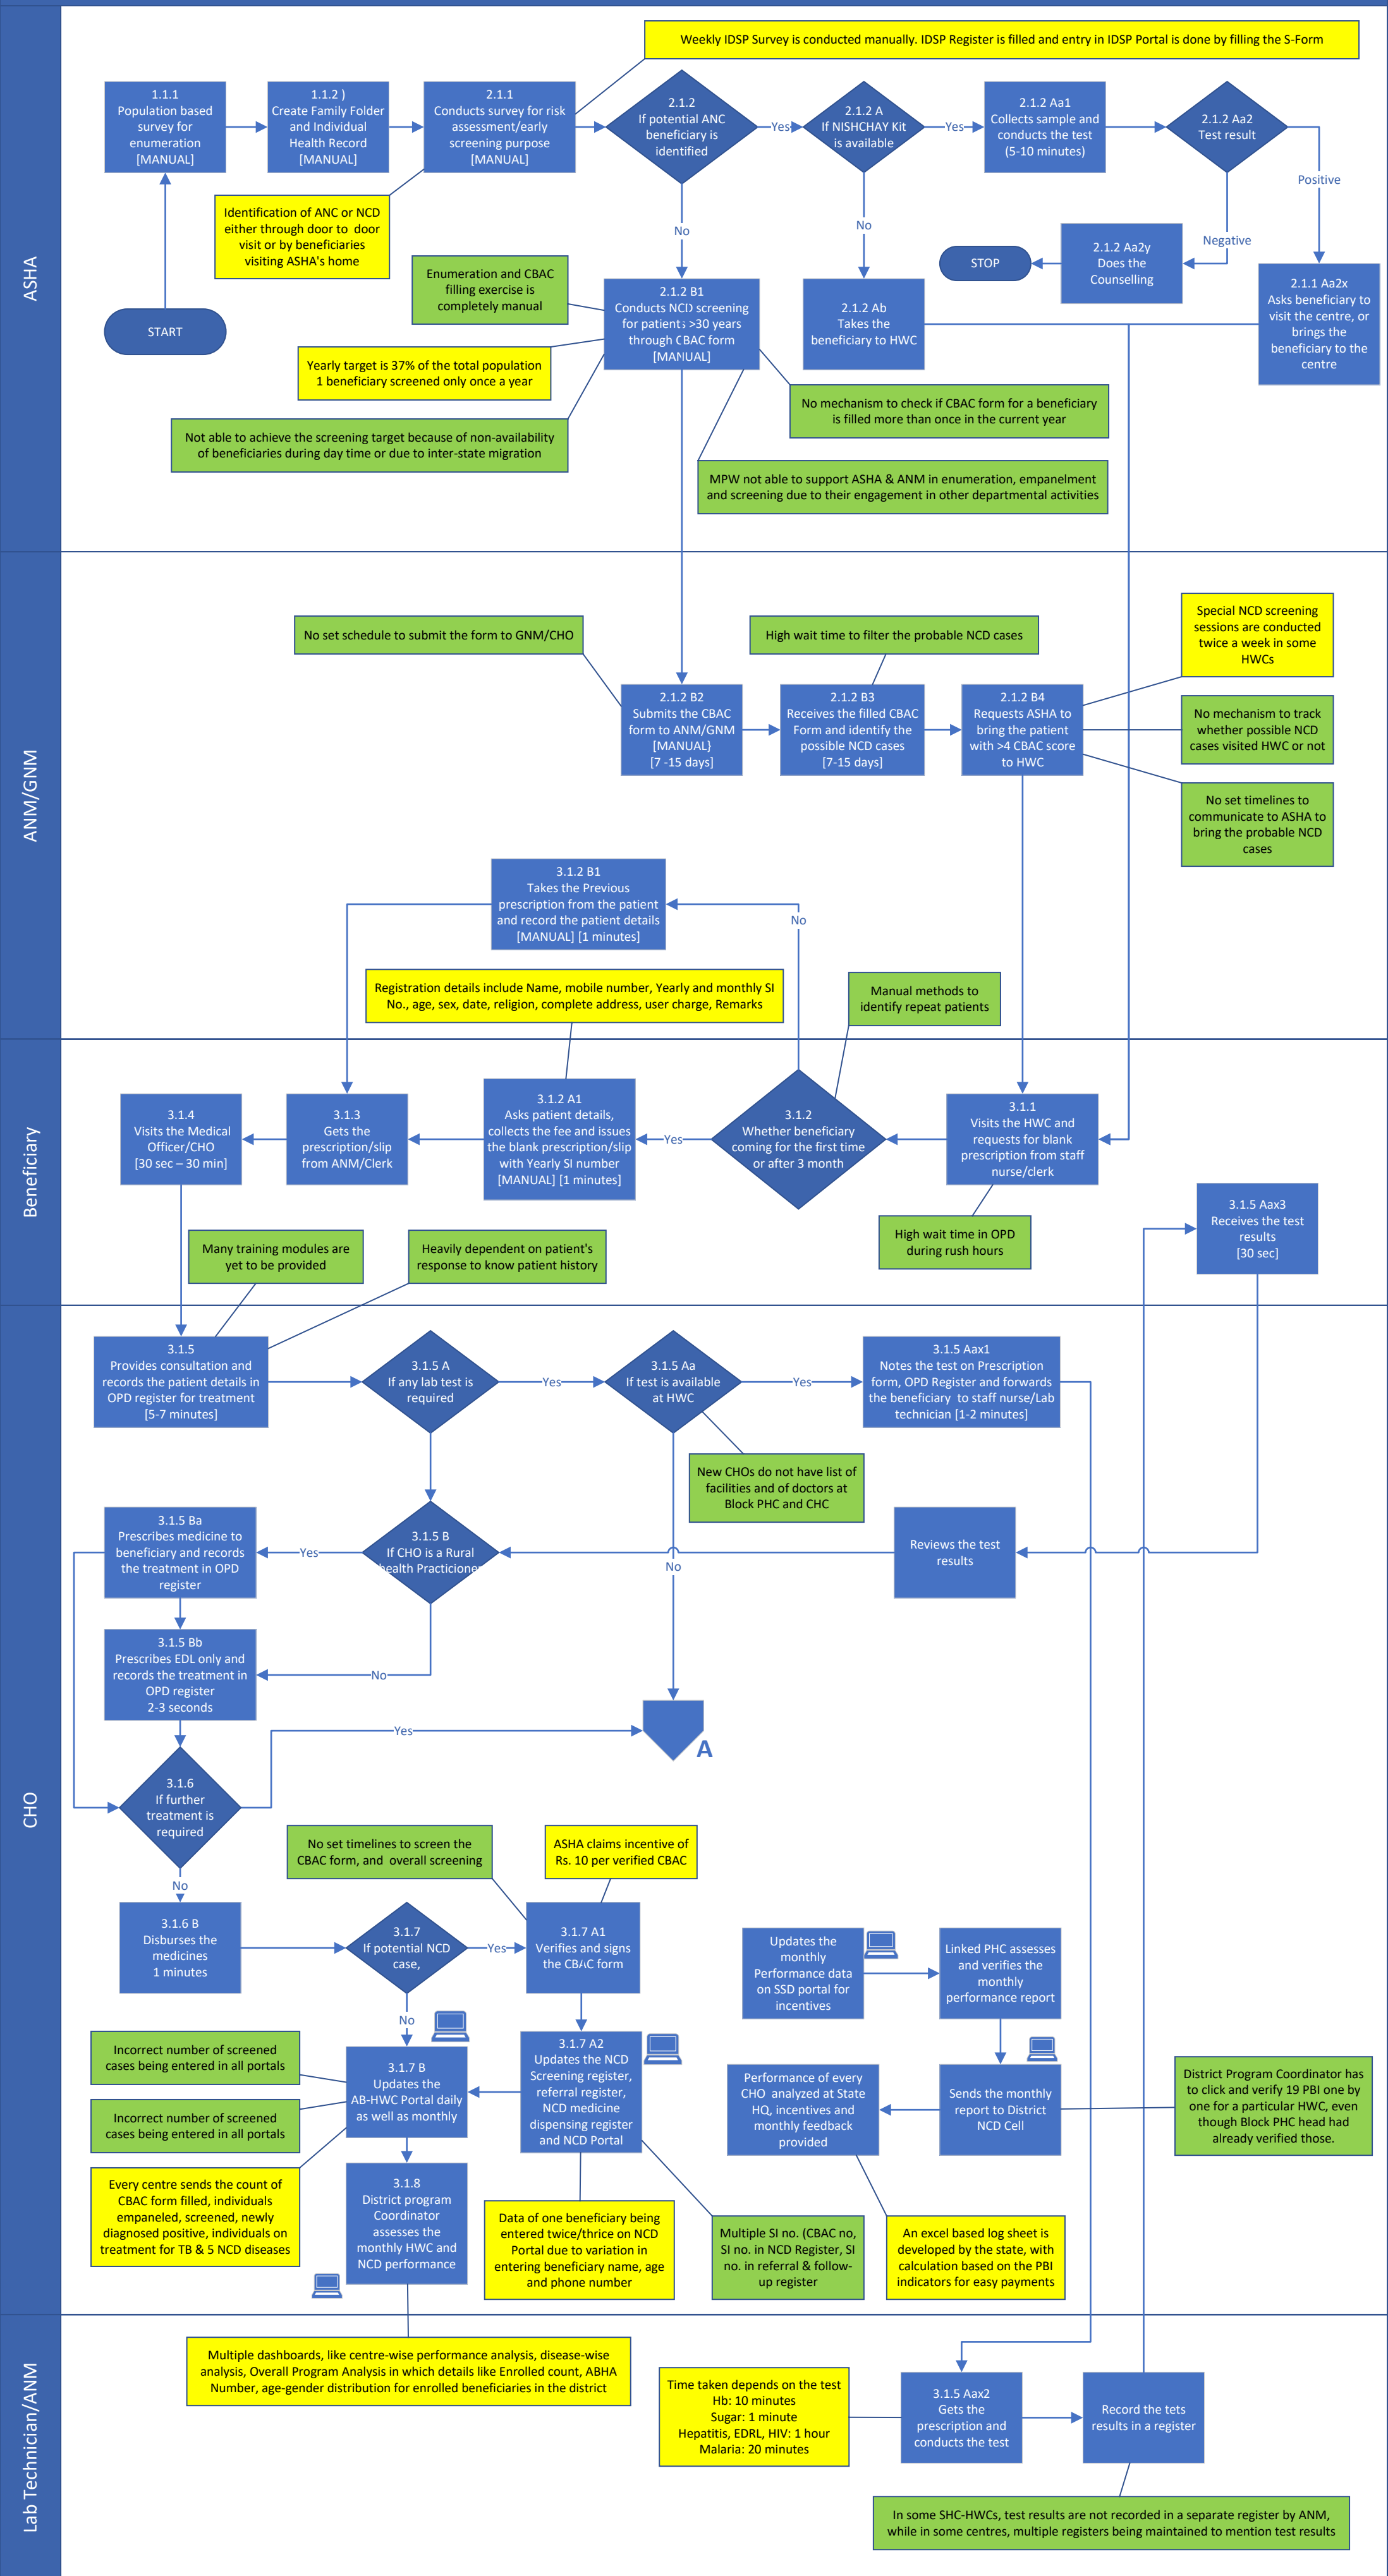 ASHA
Weekly IDSP Survey is conducted manually. IDSP Register is filled and entry in IDSP Portal is done by filling the S-Form
1.1.1
Population based
survey for
enumeration
[MANUAL]
1.1.2 )
Create Family Folder
and Individual
Health Record
[MANUAL]
2.1.1
Conducts survey for risk
assessment/early
screening purpose
[MANUAL]
2.1.2
If potential ANC
beneficiary is
identified
Yes
2.1.2 A
If NISHCHAY Kit
is available
Yes
2.1.2 Aa1
Collects sample and
conducts the test
(5-10 minutes)
2.1.2 Aa2
Test result
Positive
Negative
No
No
Identification of ANC or NCD
either through door to  door
visit or by beneficiaries
visiting ASHA's home
START
Enumeration and CBAC
filling exercise is
completely manual
2.1.2 B1
Conducts NCD screening
for patients >30 years
through CBAC form
[MANUAL]
2.1.2 Ab
Takes the
beneficiary to HWC
STOP
2.1.2 Aa2y
Does the
Counselling
2.1.1 Aa2x
Asks beneficiary to
visit the centre, or
brings the
beneficiary to the
centre
Yearly target is 37% of the total population
1 beneficiary screened only once a year
Not able to achieve the screening target because of non-availability
of beneficiaries during day time or due to inter-state migration
No mechanism to check if CBAC form for a beneficiary
is filled more than once in the current year
MPW not able to support ASHA & ANM in enumeration, empanelment
and screening due to their engagement in other departmental activities
ANM/GNM
No set schedule to submit the form to GNM/CHO
High wait time to filter the probable NCD cases
Special NCD screening
sessions are conducted
twice a week in some
HWCs
2.1.2 B2
Submits the CBAC
form to ANM/GNM
[MANUAL}
[7 -15 days]
2.1.2 B3
Receives the filled CBAC
Form and identify the
possible NCD cases
[7-15 days]
2.1.2 B4
Requests ASHA to
bring the patient
with >4 CBAC score
to HWC
No mechanism to track
whether possible NCD
cases visited HWC or not
No set timelines to
communicate to ASHA to
bring the probable NCD
cases
3.1.2 B1
Takes the Previous
prescription from the patient
and record the patient details
[MANUAL] [1 minutes]
No
Registration details include Name, mobile number, Yearly and monthly SI
No., age, sex, date, religion, complete address, user charge, Remarks
Manual methods to
identify repeat patients
Beneficiary
3.1.4
Visits the Medical
Officer/CHO
[30 sec – 30 min]
3.1.3
Gets the
prescription/slip
from ANM/Clerk
3.1.2 A1
Asks patient details,
collects the fee and issues
the blank prescription/slip
with Yearly SI number
[MANUAL] [1 minutes]
Yes
3.1.2
Whether beneficiary
coming for the first time
or after 3 month
3.1.1
Visits the HWC and
requests for blank
prescription from staff
nurse/clerk
3.1.5 Aax3
Receives the test
results
[30 sec]
Many training modules are
yet to be provided
Heavily dependent on patient's
response to know patient history
High wait time in OPD
during rush hours
CHO
3.1.5
Provides consultation and
records the patient details in
OPD register for treatment
[5-7 minutes]
3.1.5 A
If any lab test is
required
Yes
3.1.5 Aa
If test is available
at HWC
Yes
3.1.5 Aax1
Notes the test on Prescription
form, OPD Register and forwards
the beneficiary  to staff nurse/Lab
technician [1-2 minutes]
New CHOs do not have list of
facilities and of doctors at
Block PHC and CHC
3.1.5 Ba
Prescribes medicine to
beneficiary and records
the treatment in OPD
register
Yes
3.1.5 B
If CHO is a Rural
health Practicioner
No
Reviews the test
results
3.1.5 Bb
Prescribes EDL only and
records the treatment in
OPD register
2-3 seconds
No
Yes
A
3.1.6
If further
treatment is
required
No
No set timelines to screen the
CBAC form, and  overall screening
ASHA claims incentive of
Rs. 10 per verified CBAC
3.1.6 B
Disburses the
medicines
1 minutes
3.1.7
If potential NCD
case,
Yes
3.1.7 A1
Verifies and signs
the CBAC form
Updates the
monthly
Performance data
on SSD portal for
incentives
Linked PHC assesses
and verifies the
monthly
performance report
No
Incorrect number of screened
cases being entered in all portals
3.1.7 B
Updates the
AB-HWC Portal daily
as well as monthly
3.1.7 A2
Updates the NCD
Screening register,
referral register,
NCD medicine
dispensing register
and NCD Portal
Performance of every
CHO  analyzed at State
HQ, incentives and
monthly feedback
provided
Sends the monthly
report to District
NCD Cell
District Program Coordinator has
to click and verify 19 PBI one by
one for a particular HWC, even
though Block PHC head had
already verified those.
Incorrect number of screened
cases being entered in all portals
Every centre sends the count of
CBAC form filled, individuals
empaneled, screened, newly
diagnosed positive, individuals on
treatment for TB & 5 NCD diseases
3.1.8
District program
Coordinator
assesses the
monthly HWC and
NCD performance
Data of one beneficiary being
entered twice/thrice on NCD
Portal due to variation in
entering beneficiary name, age
and phone number
Multiple SI no. (CBAC no,
SI no. in NCD Register, SI
no. in referral & follow-
up register
An excel based log sheet is
developed by the state, with
calculation based on the PBI
indicators for easy payments
Lab Technician/ANM
Multiple dashboards, like centre-wise performance analysis, disease-wise
analysis, Overall Program Analysis in which details like Enrolled count, ABHA
Number, age-gender distribution for enrolled beneficiaries in the district
Time taken depends on the test
Hb: 10 minutes
Sugar: 1 minute
Hepatitis, EDRL, HIV: 1 hour
Malaria: 20 minutes
3.1.5 Aax2
Gets the
prescription and
conducts the test
Record the tets
results in a register
In some SHC-HWCs, test results are not recorded in a separate register by ANM,
while in some centres, multiple registers being maintained to mention test results